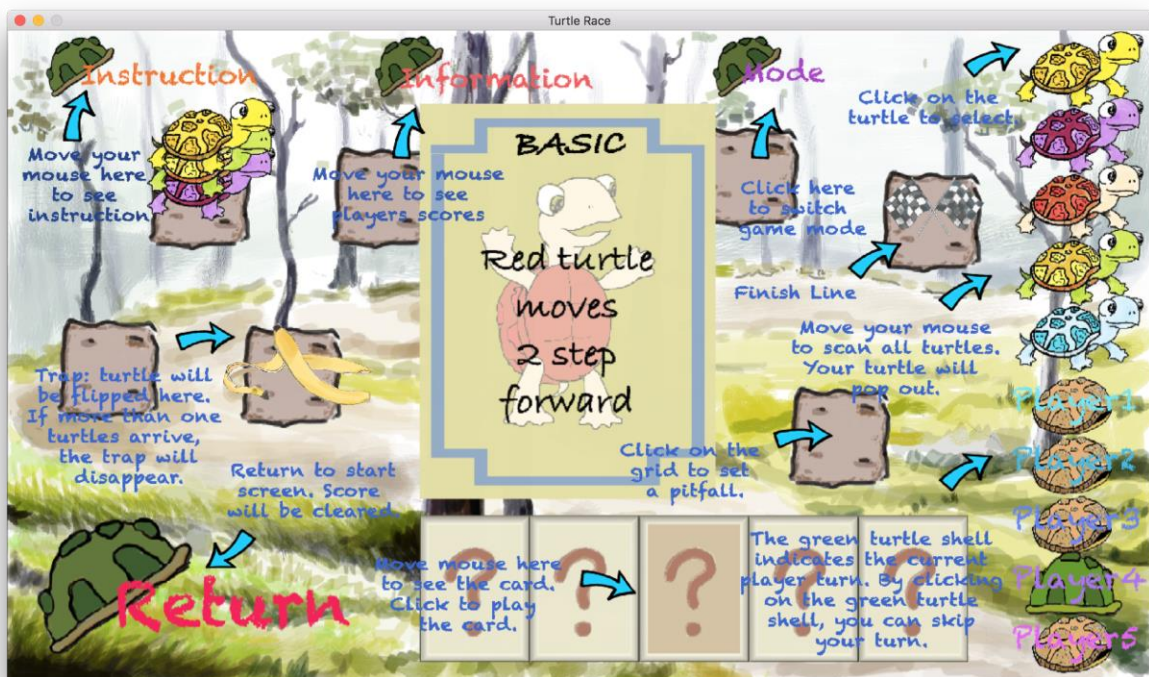 Turtle Race
Instruction
Information
Mode
Move your
mouse here
to see
instruction
Move your mouse
here to see
players scores
BASIC
Red turtle
moves
2 step
forward
Click here
to switch
game mode
Click on the
turtle to select.
Finish Line
Move your mouse
to scan all turtles.
Your turtle will
pop out.
Trap: turtle will
be flipped here.
If more than one
turtles arrive,
the trap will
disappear.
Return to start
screen. Score
will be cleared.
Click on the
grid to set
a pitfall.
Return
Move mouse here
to see the card.
Click to play
the card.
?
?
?
?
?
The green turtle shell
indicates the current
player turn. By clicking
on the green turtle
shell, you can skip
your turn.
Player1
Player2
Player3
Player4
Player5